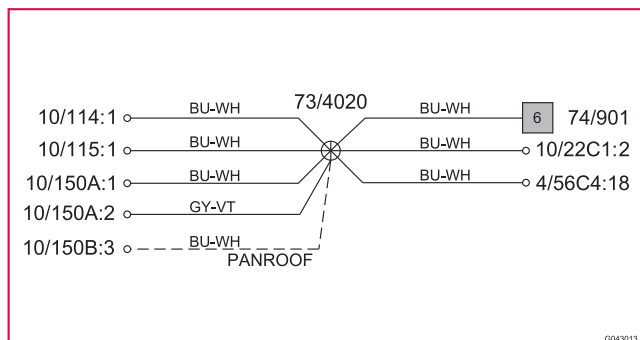 73/4020
10/114:1 BU-WH BU-WH 6 74/901
10/115:1 BU-WH BU-WH 10/22C1:2
10/150A:1 BU-WH BU-WH 4/56C4:18
10/150A:2 GY-VT
10/150B:3 BU-WH
PANROOF
G043013